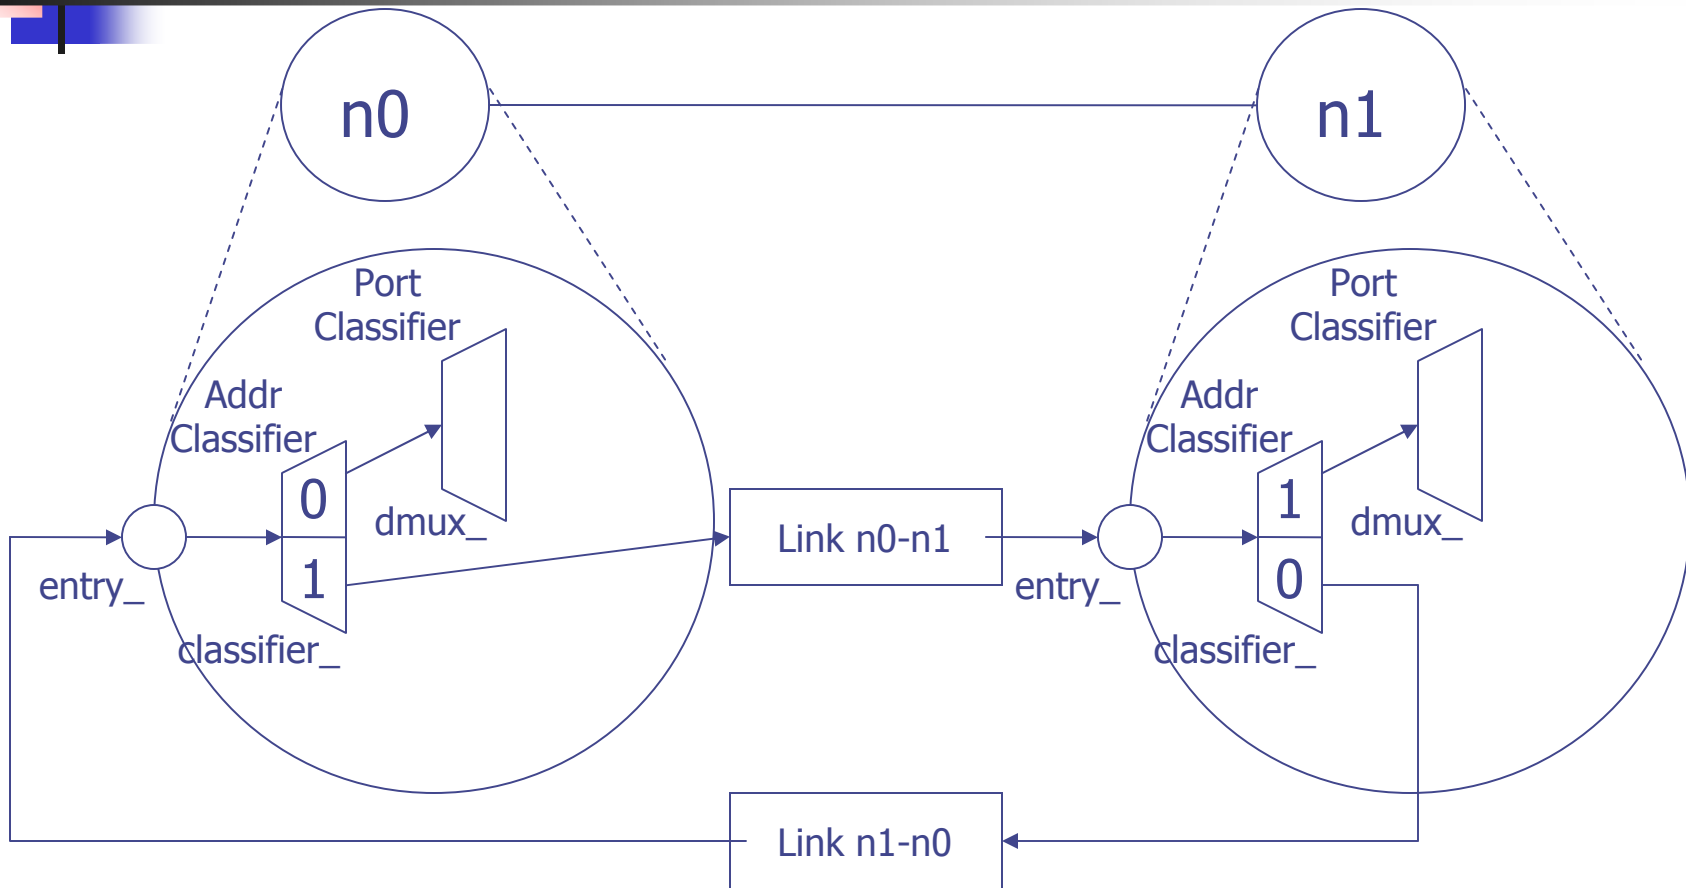 n0
n1
Port
Classifier
Addr
Classifier
0
1
dmux_
entry_
classifier_
Link n0-n1
Port
Classifier
Addr
Classifier
1
0
dmux_
entry_
classifier_
Link n1-n0